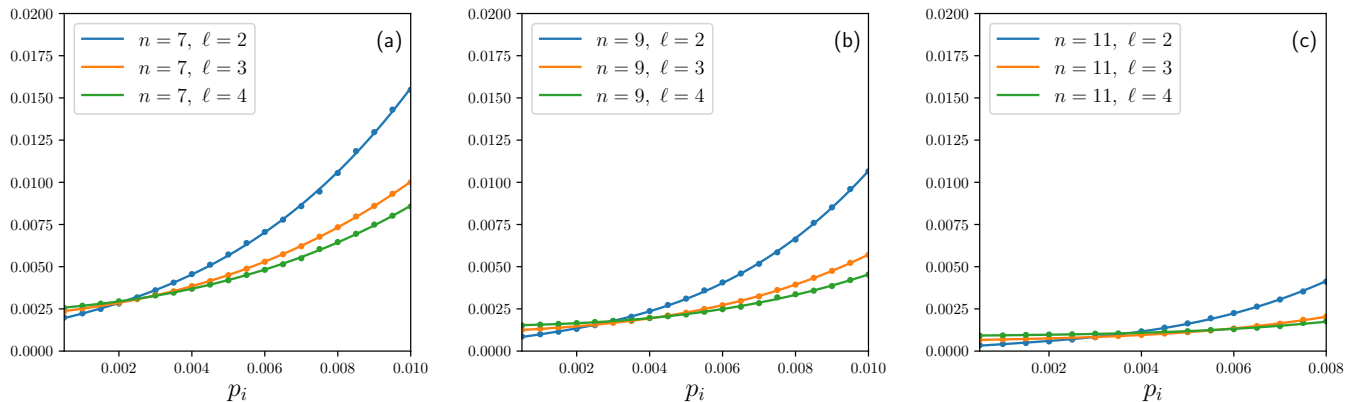 0.0200
0.0175
0.0150
0.0125
0.0100
0.0075
0.0050
0.0025
0.0000
n = 7, ℓ = 2
n = 7, ℓ = 3
n = 7, ℓ = 4
(a)
0.002 0.004 0.006 0.008 0.010
p_i
0.0200
0.0175
0.0150
0.0125
0.0100
0.0075
0.0050
0.0025
0.0000
n = 9, ℓ = 2
n = 9, ℓ = 3
n = 9, ℓ = 4
(b)
0.002 0.004 0.006 0.008 0.010
p_i
0.0200
0.0175
0.0150
0.0125
0.0100
0.0075
0.0050
0.0025
0.0000
n = 11, ℓ = 2
n = 11, ℓ = 3
n = 11, ℓ = 4
(c)
0.002 0.004 0.006 0.008
p_i